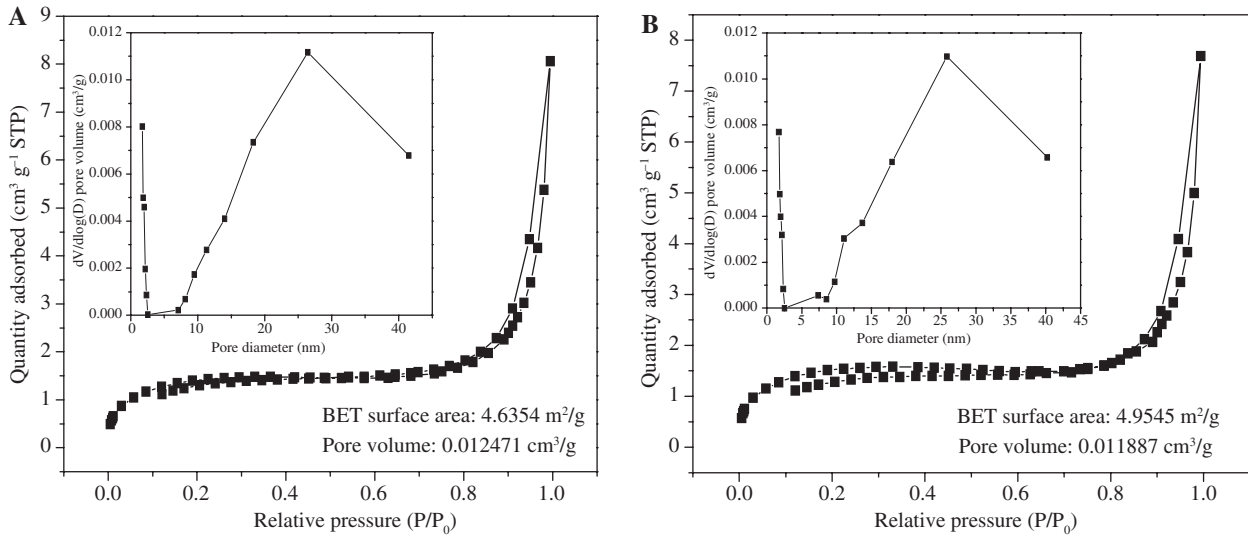 A
9
8
7
6
5
4
3
2
1
0
Quantity adsorbed (cm³ g⁻¹ STP)
0.0 0.2 0.4 0.6 0.8 1.0
Relative pressure (P/P₀)
0.012
0.010
0.008
0.006
0.004
0.002
0.000
dV/dlog(D) pore volume (cm³/g)
0 10 20 30 40
Pore diameter (nm)
BET surface area: 4.6354 m²/g
Pore volume: 0.012471 cm³/g
B
8
7
6
5
4
3
2
1
0
Quantity adsorbed (cm³ g⁻¹ STP)
0.0 0.2 0.4 0.6 0.8 1.0
Relative pressure (P/P₀)
0.012
0.010
0.008
0.006
0.004
0.002
0.000
dV/dlog(D) pore volume (cm³/g)
0 5 10 15 20 25 30 35 40 45
Pore diameter (nm)
BET surface area: 4.9545 m²/g
Pore volume: 0.011887 cm³/g